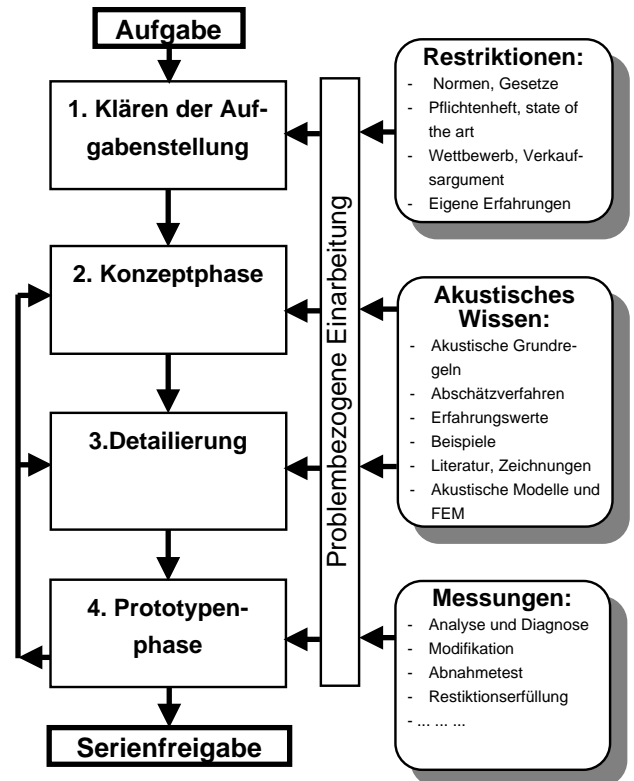 Aufgabe
1. Klären der Auf-
gabenstellung
2. Konzeptphase
3.Detailierung
4. Prototypen-
phase
Serienfreigabe
Problembezogene Einarbeitung
Restriktionen:
- Normen, Gesetze
- Pflichtenheft, state of
the art
- Wettbewerb, Verkauf-
sargument
- Eigene Erfahrungen
Akustisches
Wissen:
- Akustische Grundre-
geln
- Abschätzverfahren
- Erfahrungswerte
- Beispiele
- Literatur, Zeichnungen
- Akustische Modelle und
FEM
Messungen:
- Analyse und Diagnose
- Modifikation
- Abnahmetest
- Restiktionserfüllung
- ... ... ...